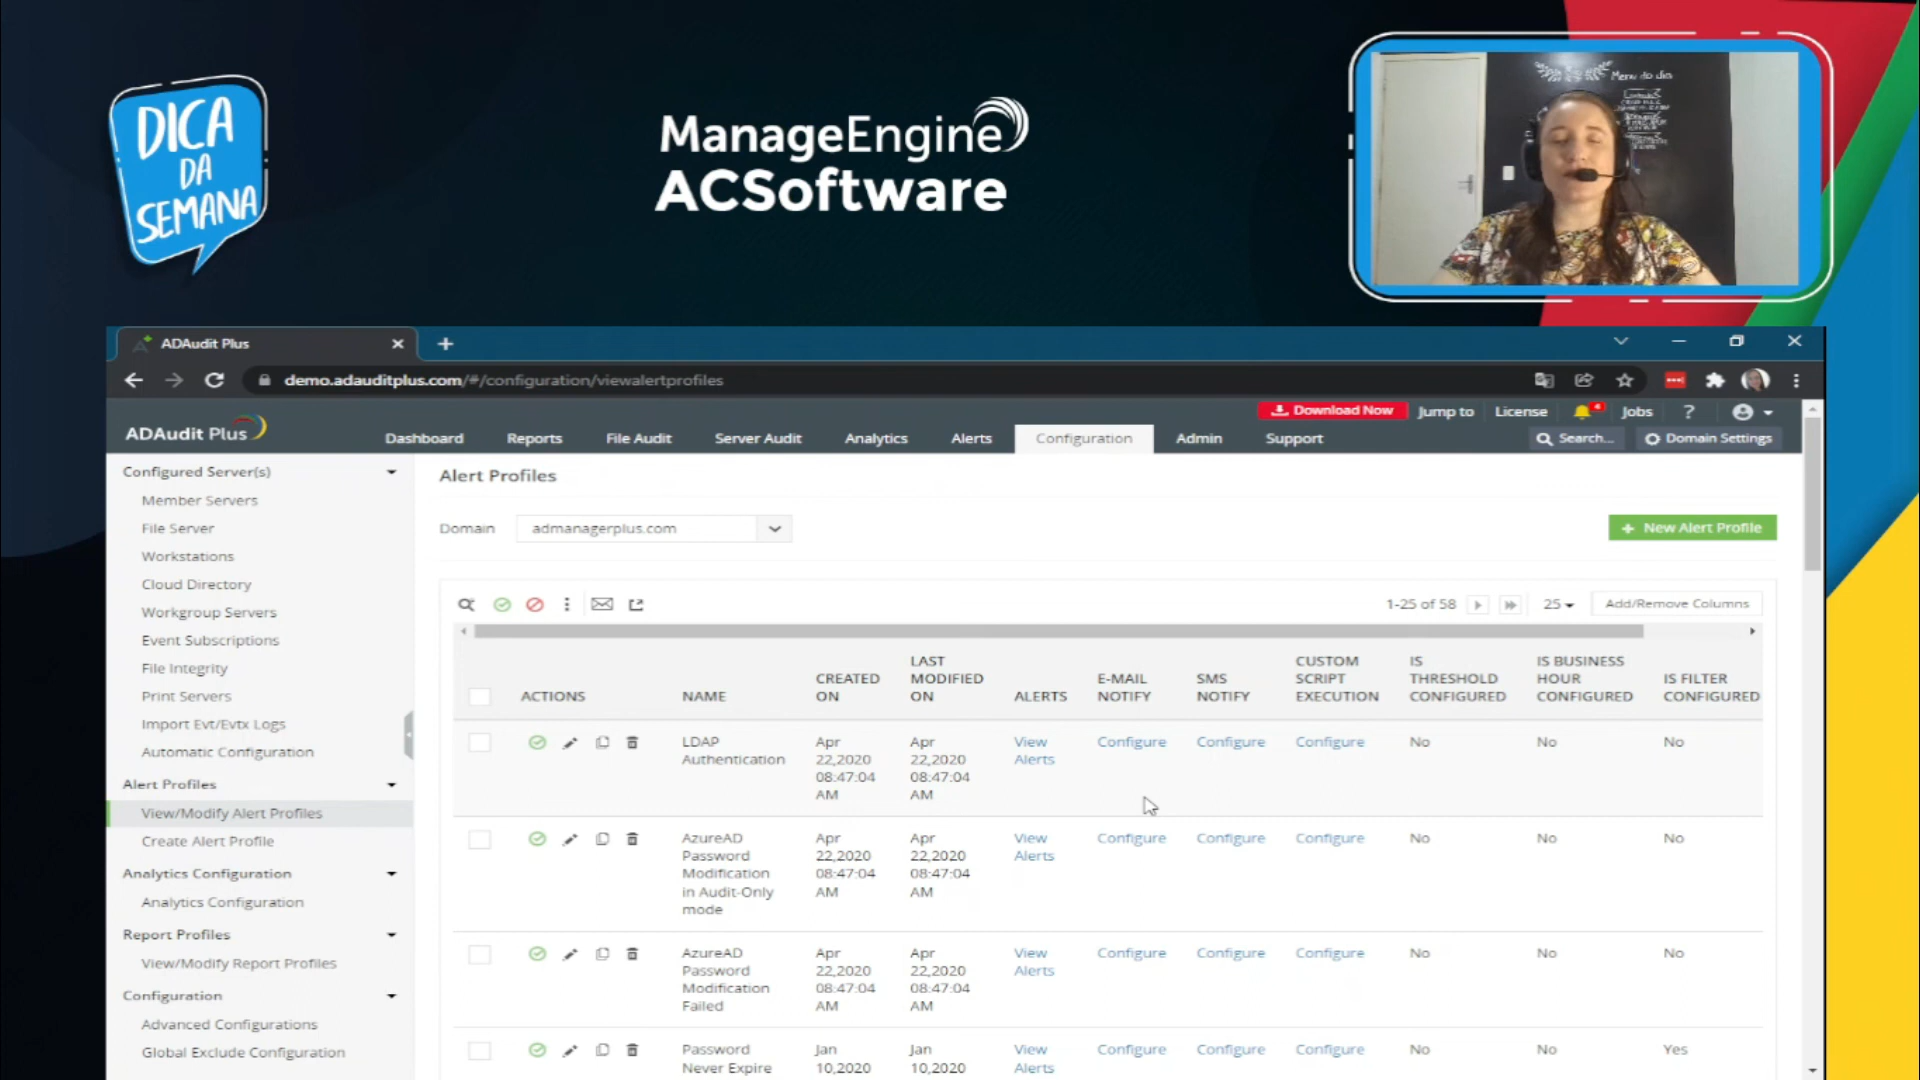 DICA
DA
SEMANA
ManageEngine
ACSoftware
Menu do dia
ADAudit Plus
demo.adauditplus.com/#/configuration/viewalertprofiles
Download Now
Jump to
License
Jobs
?
ADAudit Plus
Dashboard
Reports
File Audit
Server Audit
Analytics
Alerts
Configuration
Admin
Support
Search...
Domain Settings
Configured Server(s)
Member Servers
File Server
Workstations
Cloud Directory
Workgroup Servers
Event Subscriptions
File Integrity
Print Servers
Import Evt/Evtx Logs
Automatic Configuration
Alert Profiles
View/Modify Alert Profiles
Create Alert Profile
Analytics Configuration
Analytics Configuration
Report Profiles
View/Modify Report Profiles
Configuration
Advanced Configurations
Global Exclude Configuration
Alert Profiles
Domain admanagerplus.com
+ New Alert Profile
1-25 of 58
25
Add/Remove Columns
ACTIONS
NAME
CREATED
ON
LAST
MODIFIED
ON
ALERTS
E-MAIL
NOTIFY
SMS
NOTIFY
CUSTOM
SCRIPT
EXECUTION
IS
THRESHOLD
CONFIGURED
IS BUSINESS
HOUR
CONFIGURED
IS FILTER
CONFIGURED
LDAP
Authentication
Apr
22,2020
08:47:04
AM
Apr
22,2020
08:47:04
AM
View
Alerts
Configure
Configure
Configure
No
No
No
AzureAD
Password
Modification
in Audit-Only
mode
Apr
22,2020
08:47:04
AM
Apr
22,2020
08:47:04
AM
View
Alerts
Configure
Configure
Configure
No
No
No
AzureAD
Password
Modification
Failed
Apr
22,2020
08:47:04
AM
Apr
22,2020
08:47:04
AM
View
Alerts
Configure
Configure
Configure
No
No
No
Password
Never Expire
Jan
10,2020
Jan
10,2020
View
Alerts
Configure
Configure
Configure
No
No
Yes